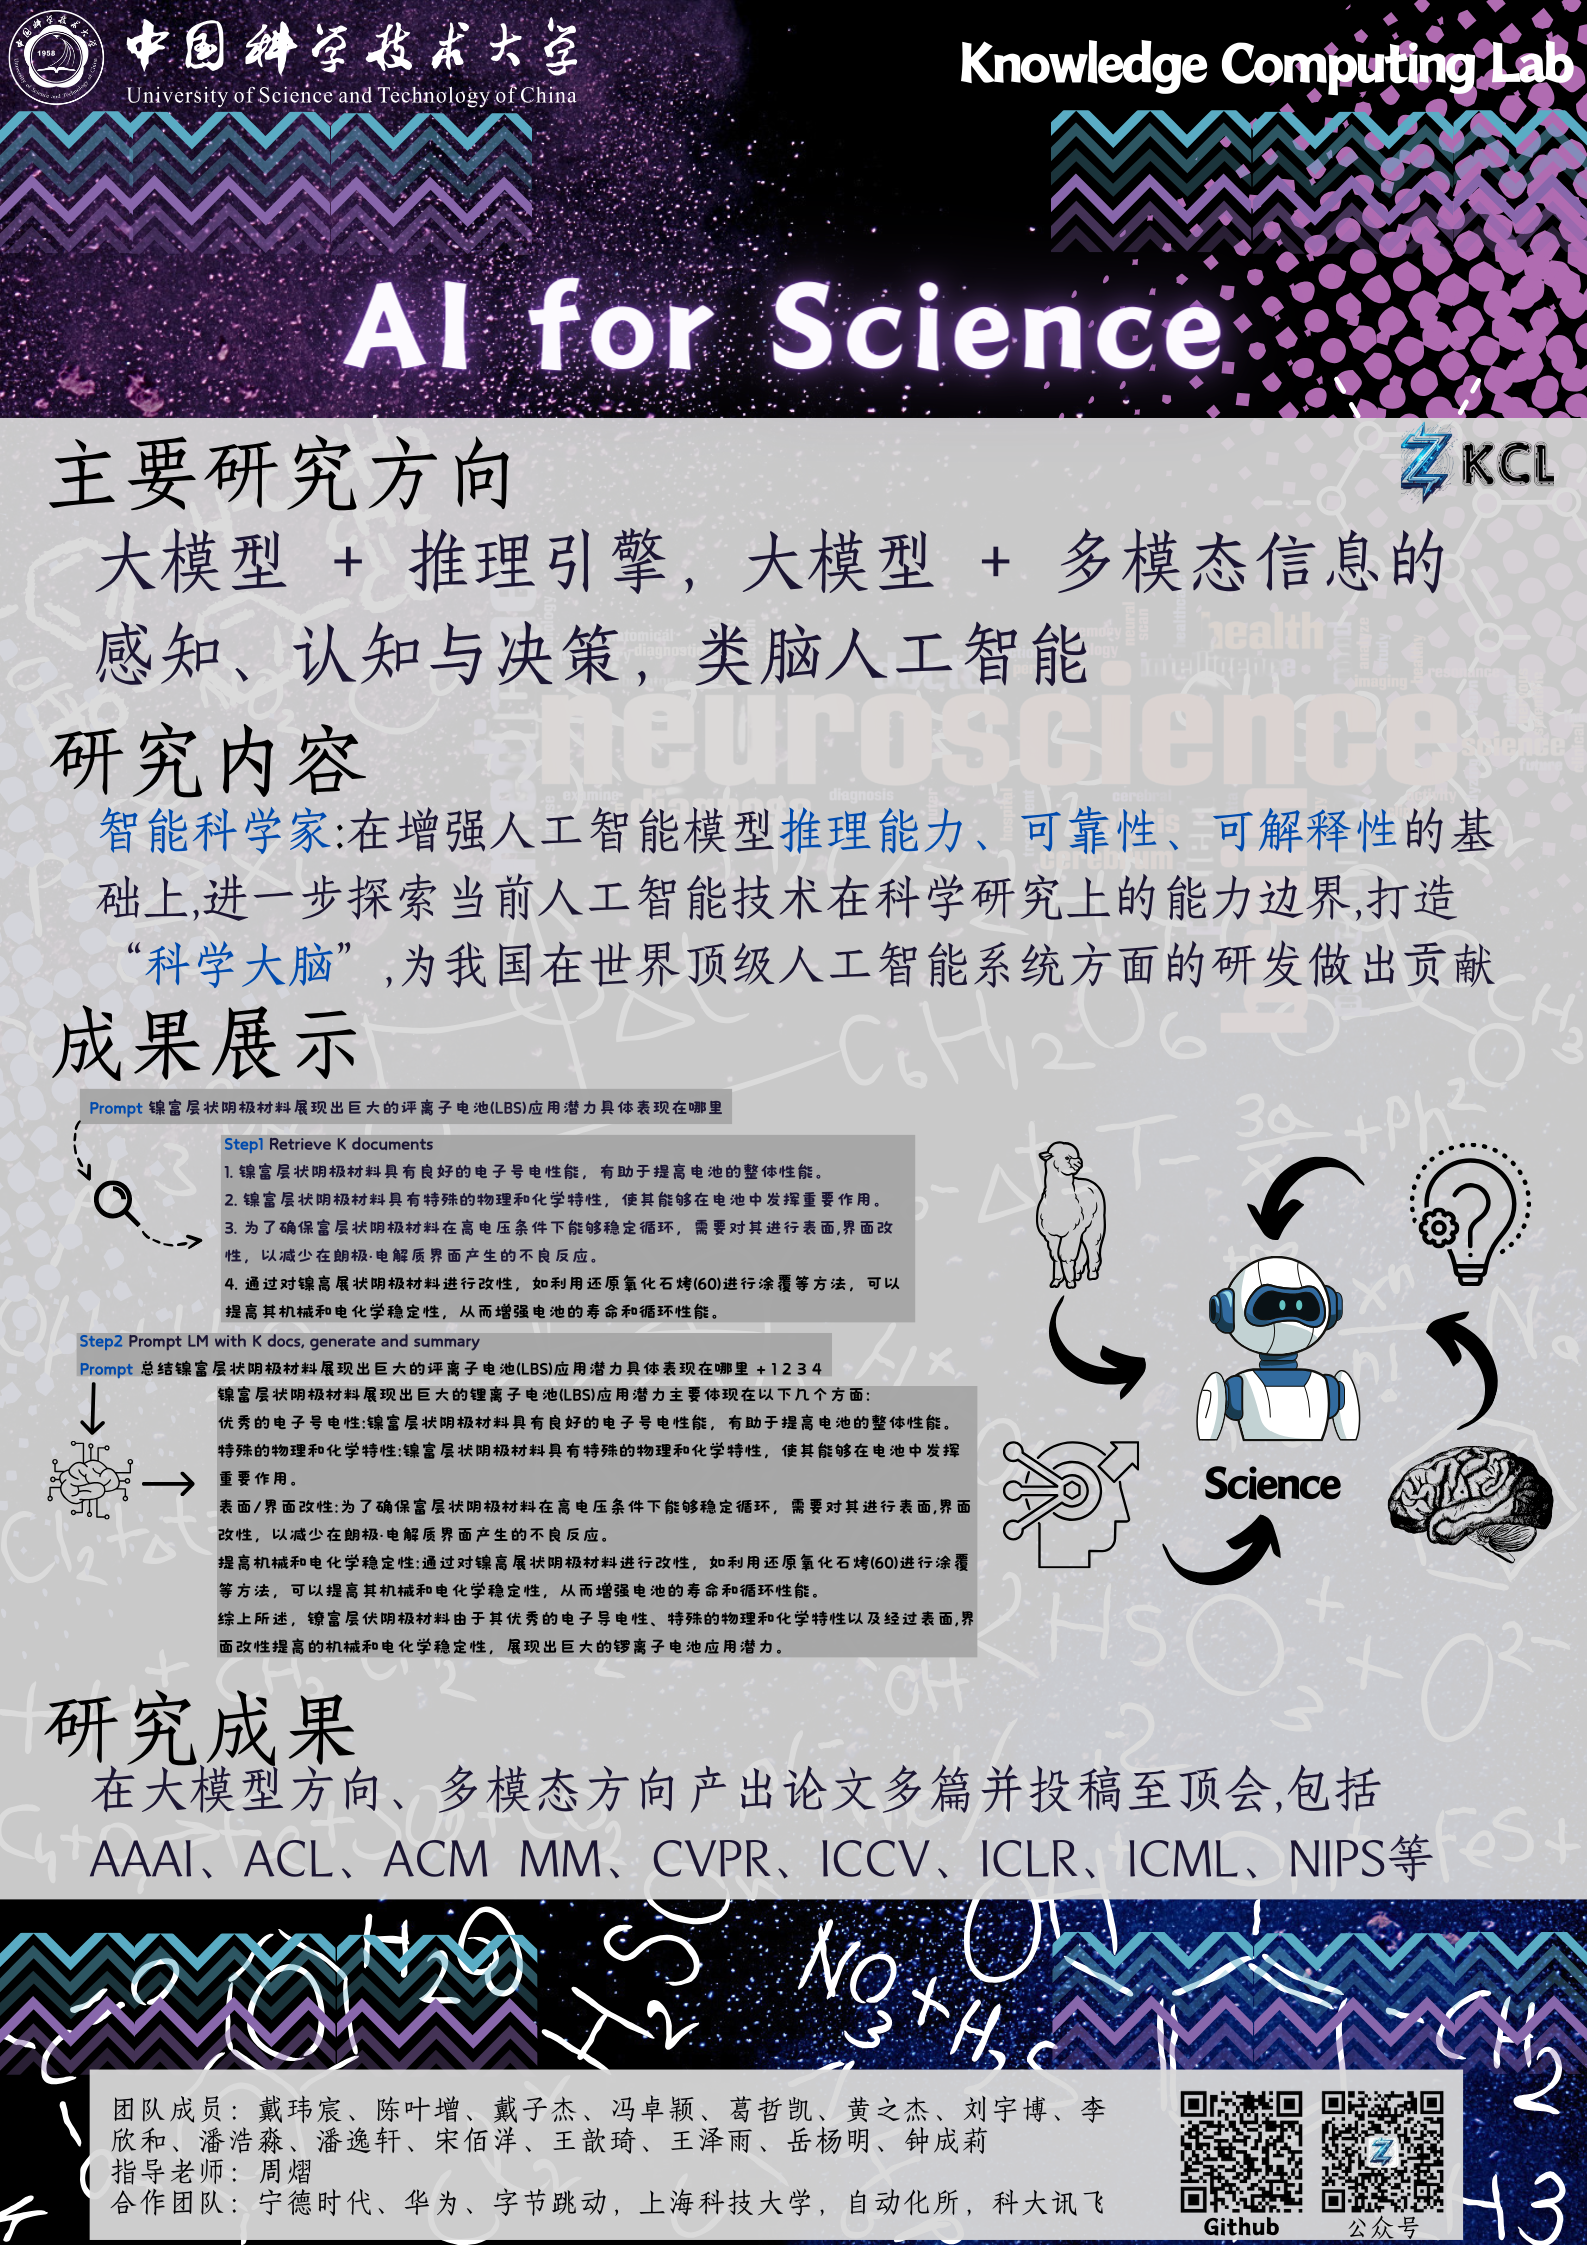 中国科学技术大学
University of Science and Technology of China
1958
Knowledge Computing Lab
AI for Science
KCL
主要研究方向
大模型 + 推理引擎，大模型 + 多模态信息的
感知、认知与决策，类脑人工智能
neuroscience
health
diagnosis
science
研究内容
智能科学家:在增强人工智能模型推理能力、可靠性、可解释性的基
础上,进一步探索当前人工智能技术在科学研究上的能力边界,打造
“科学大脑”,为我国在世界顶级人工智能系统方面的研发做出贡献
成果展示
Prompt 镍富层状阴极材料展现出巨大的评离子电池(LBS)应用潜力具体表现在哪里
Step1 Retrieve K documents
1. 镍富层状阴极材料具有良好的电子号电性能，有助于提高电池的整体性能。
2. 镍富层状阴极材料具有特殊的物理和化学特性，使其能够在电池中发挥重要作用。
3. 为了确保富层状阴极材料在高电压条件下能够稳定循环，需要对其进行表面,界面改
性，以减少在朗极·电解质界面产生的不良反应。
4. 通过对镍高展状阴极材料进行改性，如利用还原氧化石烤(60)进行涂覆等方法，可以
提高其机械和电化学稳定性，从而增强电池的寿命和循环性能。
Step2 Prompt LM with K docs, generate and summary
Prompt 总结镍富层状阴极材料展现出巨大的评离子电池(LBS)应用潜力具体表现在哪里 + 1 2 3 4
镍富层状阴极材料展现出巨大的锂离子电池(LBS)应用潜力主要体现在以下几个方面:
优秀的电子号电性:镍富层状阴极材料具有良好的电子号电性能，有助于提高电池的整体性能。
特殊的物理和化学特性:镍富层状阴极材料具有特殊的物理和化学特性，使其能够在电池中发挥
重要作用。
表面/界面改性:为了确保富层状阴极材料在高电压条件下能够稳定循环，需要对其进行表面,界面
改性，以减少在朗极·电解质界面产生的不良反应。
提高机械和电化学稳定性:通过对镍高展状阴极材料进行改性，如利用还原氧化石烤(60)进行涂覆
等方法，可以提高其机械和电化学稳定性，从而增强电池的寿命和循环性能。
综上所述，镣富层伏阴极材料由于其优秀的电子导电性、特殊的物理和化学特性以及经过表面,界
面改性提高的机械和电化学稳定性，展现出巨大的锣离子电池应用潜力。
Science
研究成果
在大模型方向、多模态方向产出论文多篇并投稿至顶会,包括
AAAI、ACL、ACM MM、CVPR、ICCV、ICLR、ICML、NIPS等
团队成员：戴玮宸、陈叶增、戴子杰、冯卓颖、葛哲凯、黄之杰、刘宇博、李
欣和、潘浩淼、潘逸轩、宋佰洋、王歆琦、王泽雨、岳杨明、钟成莉
指导老师：周熠
合作团队：宁德时代、华为、字节跳动，上海科技大学，自动化所，科大讯飞
Github
公众号